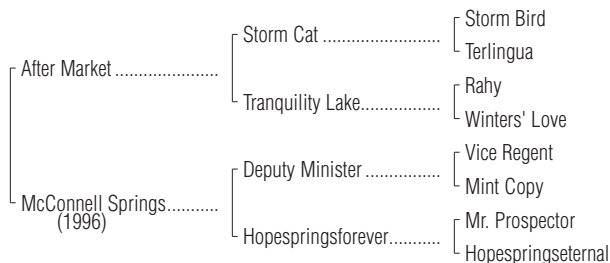 Storm Bird
Storm Cat ........................
Terlingua
After Market .....................
Rahy
Tranquility Lake................
Winters' Love
Vice Regent
Deputy Minister ...............
Mint Copy
McConnell Springs...........
(1996)
Mr. Prospector
Hopespringsforever..........
Hopespringseternal